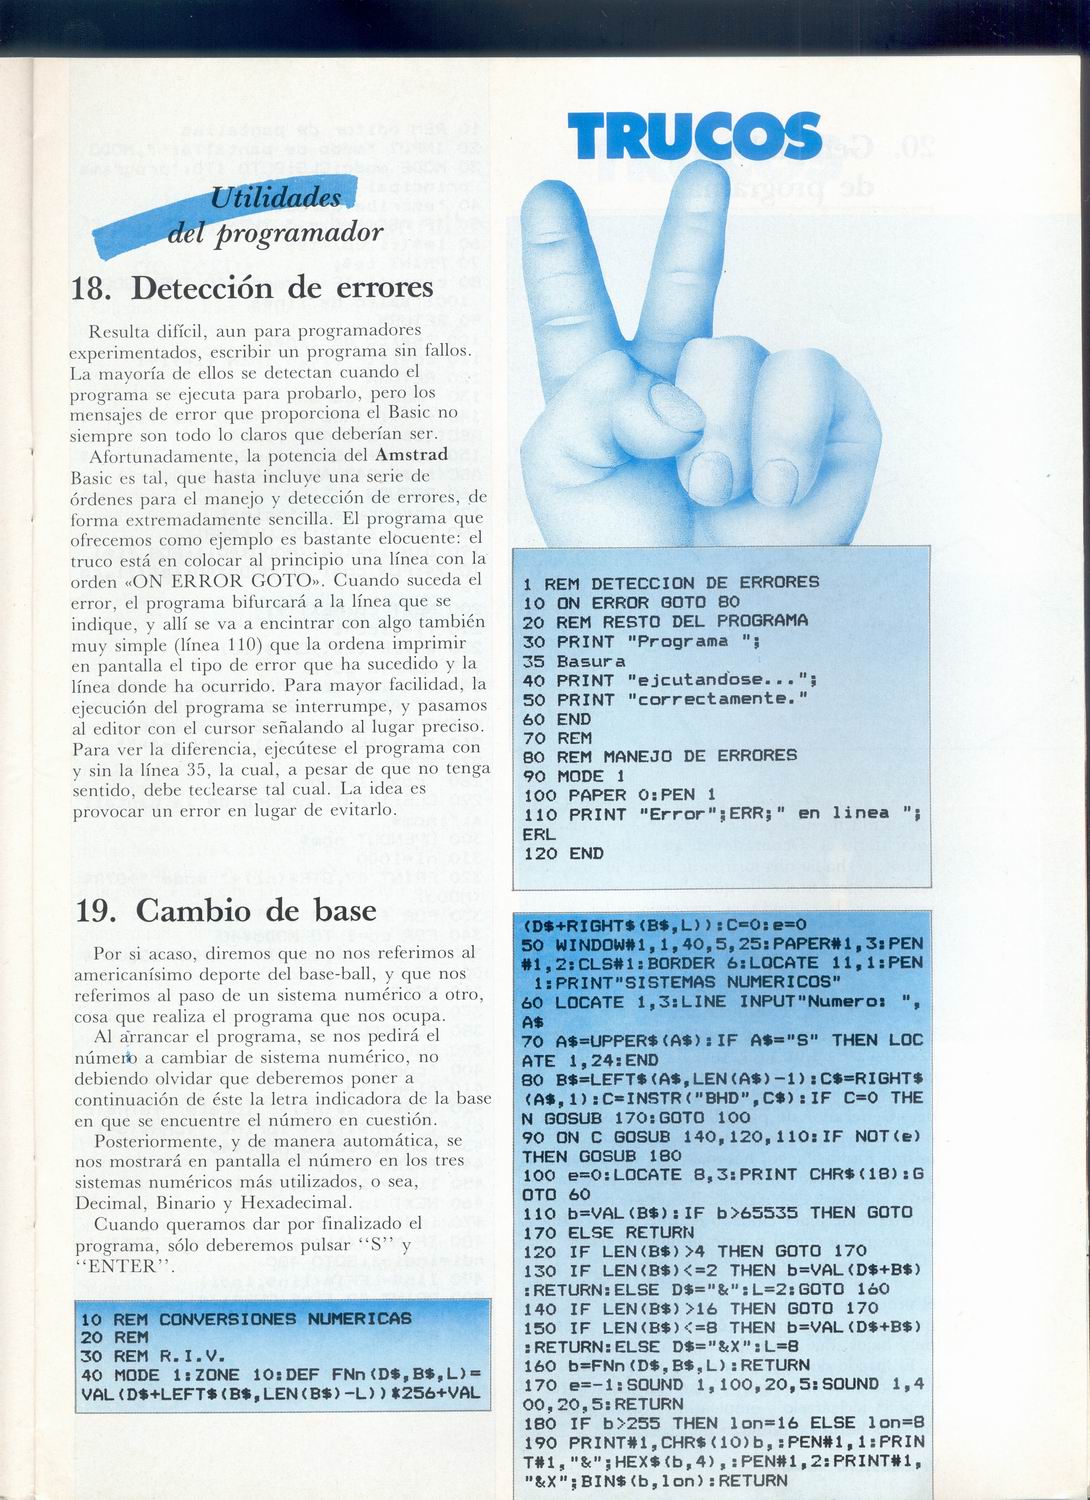 TRUCOS
Utilidades
del programador
18. Detección de errores
Resulta difícil, aun para programadores
experimentados, escribir un programa sin fallos.
La mayoría de ellos se detectan cuando el
programa se ejecuta para probarlo, pero los
mensajes de error que proporciona el Basic no
siempre son todo lo claros que deberían ser.
Afortunadamente, la potencia del Amstrad
Basic es tal, que hasta incluye una serie de
órdenes para el manejo y detección de errores, de
forma extremadamente sencilla. El programa que
ofrecemos como ejemplo es bastante elocuente: el
truco está en colocar al principio una línea con la
orden «ON ERROR GOTO». Cuando suceda el
error, el programa bifurcará a la línea que se
indique, y allí se va a encintrar con algo también
muy simple (línea 110) que la ordena imprimir
en pantalla el tipo de error que ha sucedido y la
línea donde ha ocurrido. Para mayor facilidad, la
ejecución del programa se interrumpe, y pasamos
al editor con el cursor señalando al lugar preciso.
Para ver la diferencia, ejecútese el programa con
y sin la línea 35, la cual, a pesar de que no tenga
sentido, debe teclearse tal cual. La idea es
provocar un error en lugar de evitarlo.
1 REM DETECCION DE ERRORES
10 ON ERROR GOTO 80
20 REM RESTO DEL PROGRAMA
30 PRINT "Programa ";
35 Basura
40 PRINT "ejcutandose...";
50 PRINT "correctamente."
60 END
70 REM
80 REM MANEJO DE ERRORES
90 MODE 1
100 PAPER 0:PEN 1
110 PRINT "Error";ERR;" en linea ";
ERL
120 END
19. Cambio de base
Por si acaso, diremos que no nos referimos al
americanísimo deporte del base-ball, y que nos
referimos al paso de un sistema numérico a otro,
cosa que realiza el programa que nos ocupa.
Al arrancar el programa, se nos pedirá el
número a cambiar de sistema numérico, no
debiendo olvidar que deberemos poner a
continuación de éste la letra indicadora de la base
en que se encuentre el número en cuestión.
Posteriormente, y de manera automática, se
nos mostrará en pantalla el número en los tres
sistemas numéricos más utilizados, o sea,
Decimal, Binario y Hexadecimal.
Cuando queramos dar por finalizado el
programa, sólo deberemos pulsar “S” y
“ENTER”.
10 REM CONVERSIONES NUMERICAS
20 REM
30 REM R.I.V.
40 MODE 1:ZONE 10:DEF FNn(D$,B$,L)=
VAL(D$+LEFT$(B$,LEN(B$)-L))*256+VAL
(D$+RIGHT$(B$,L)):C=0:e=0
50 WINDOW#1,1,40,5,25:PAPER#1,3:PEN
#1,2:CLS#1:BORDER 6:LOCATE 11,1:PEN
1:PRINT"SISTEMAS NUMERICOS"
60 LOCATE 1,3:LINE INPUT"Numero: ",
A$
70 A$=UPPER$(A$):IF A$="S" THEN LOC
ATE 1,24:END
80 B$=LEFT$(A$,LEN(A$)-1):C$=RIGHT$
(A$,1):C=INSTR("BHD",C$):IF C=0 THE
N GOSUB 170:GOTO 100
90 ON C GOSUB 140,120,110:IF NOT(e)
THEN GOSUB 180
100 e=0:LOCATE 8,3:PRINT CHR$(18):G
OTO 60
110 b=VAL(B$):IF b>65535 THEN GOTO
170 ELSE RETURN
120 IF LEN(B$)>4 THEN GOTO 170
130 IF LEN(B$)<=2 THEN b=VAL(D$+B$)
:RETURN:ELSE D$="&":L=2:GOTO 160
140 IF LEN(B$)>16 THEN GOTO 170
150 IF LEN(B$)<=8 THEN b=VAL(D$+B$)
:RETURN:ELSE D$="&X":L=8
160 b=FNn(D$,B$,L):RETURN
170 e=-1:SOUND 1,100,20,5:SOUND 1,4
00,20,5:RETURN
180 IF b>255 THEN lon=16 ELSE lon=8
190 PRINT#1,CHR$(10)b,:PEN#1,1:PRIN
T#1,"&";HEX$(b,4),:PEN#1,2:PRINT#1,
"&X";BIN$(b,lon):RETURN